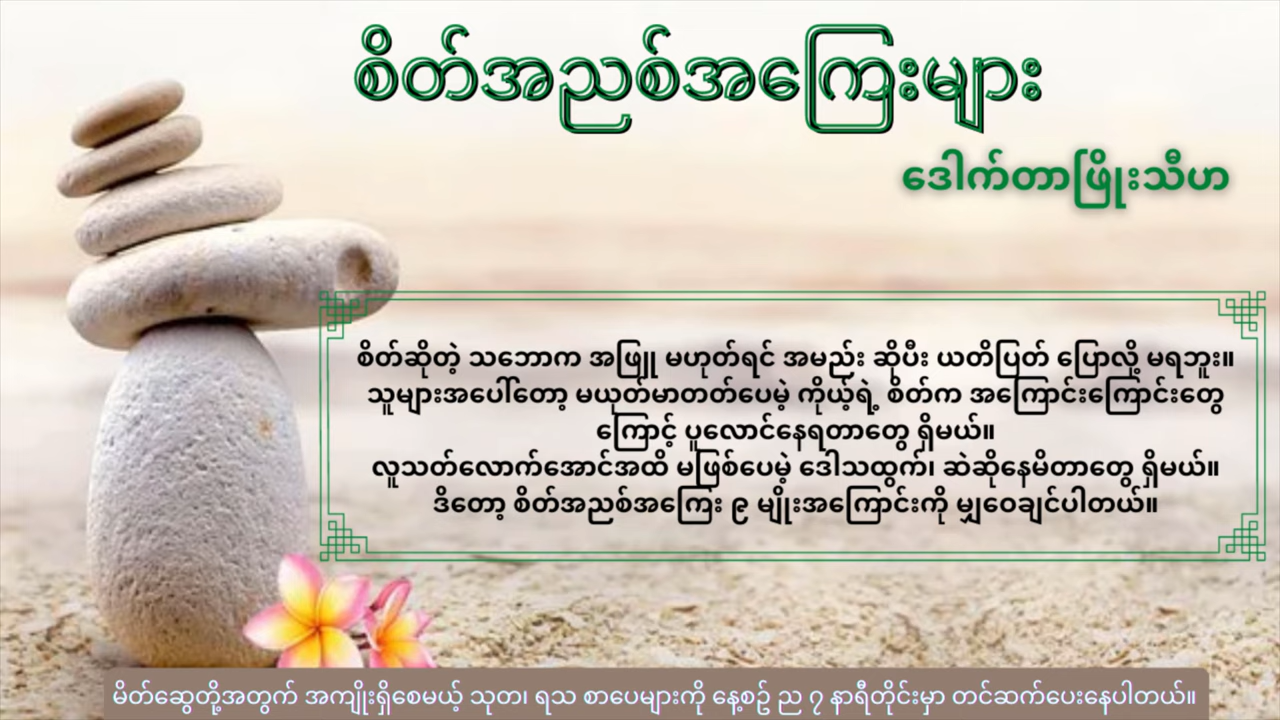 စိတ်အညစ်အကြေးများ
ဒေါက်တာဖြိုးသီဟ
စိတ်ဆိုတဲ့ သဘောက အဖြူ မဟုတ်ရင် အမည်း ဆိုပီး ယတိပြတ် ပြောလို့ မရဘူး။
သူများအပေါ်တော့ မယုတ်မာတတ်ပေမဲ့ ကိုယ့်ရဲ့ စိတ်က အကြောင်းကြောင်းတွေ
ကြောင့် ပူလောင်နေရတာတွေ ရှိမယ်။
လူသတ်လောက်အောင်အထိ မဖြစ်ပေမဲ့ ဒေါသထွက်၊ ဆဲဆိုနေမိတာတွေ ရှိမယ်။
ဒိတော့ စိတ်အညစ်အကြေး ၉ မျိုးအကြောင်းကို မျှဝေချင်ပါတယ်။
မိတ်ဆွေတို့အတွက် အကျိုးရှိစေမယ့် သုတ၊ ရသ စာပေများကို နေ့စဉ် ည ၇ နာရီတိုင်းမှာ တင်ဆက်ပေးနေပါတယ်။